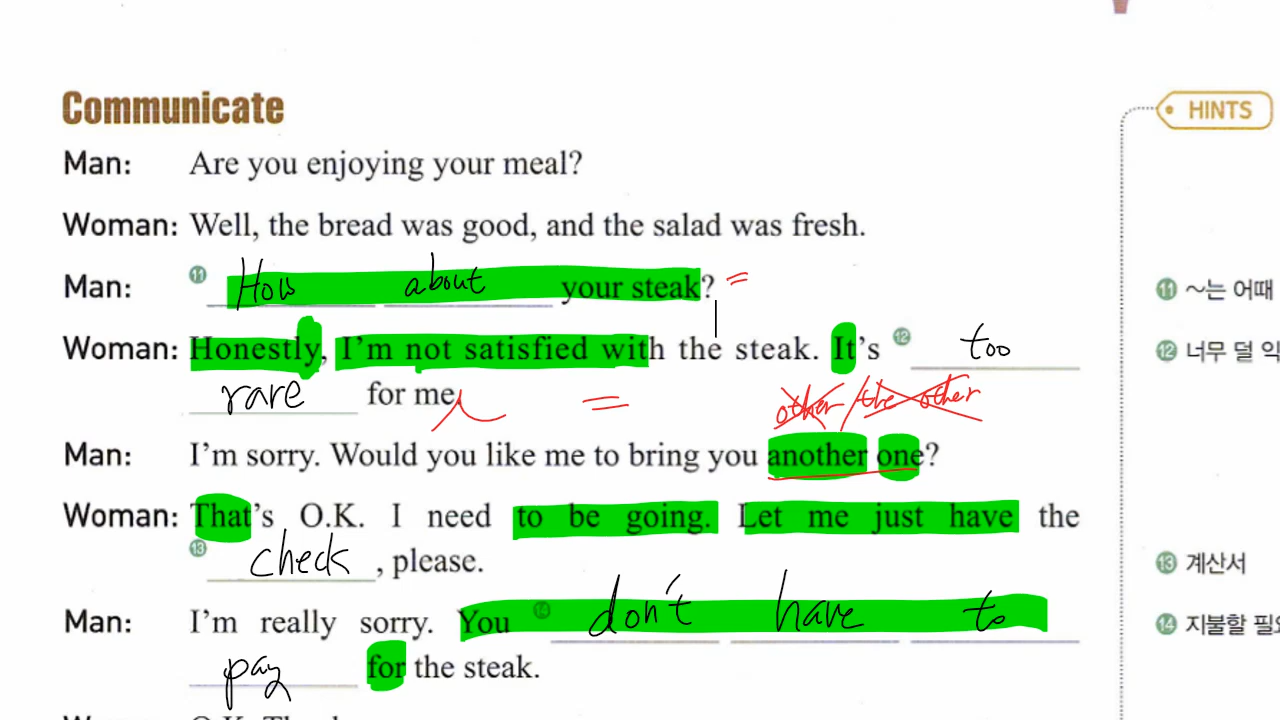 Communicate
HINTS
Man: Are you enjoying your meal?
Woman: Well, the bread was good, and the salad was fresh.
Man: ⑪ How about your steak? =
⑪ ~는 어때
Woman: Honestly, I'm not satisfied with the steak. It's ⑫ too
⑫ 너무 덜 익
rare for me.
= other / the other
Man: I'm sorry. Would you like me to bring you another one?
Woman: That's O.K. I need to be going. Let me just have the
⑬ check, please.
⑬ 계산서
Man: I'm really sorry. You ⑭ don't have to
⑭ 지불할 필요
pay for the steak.